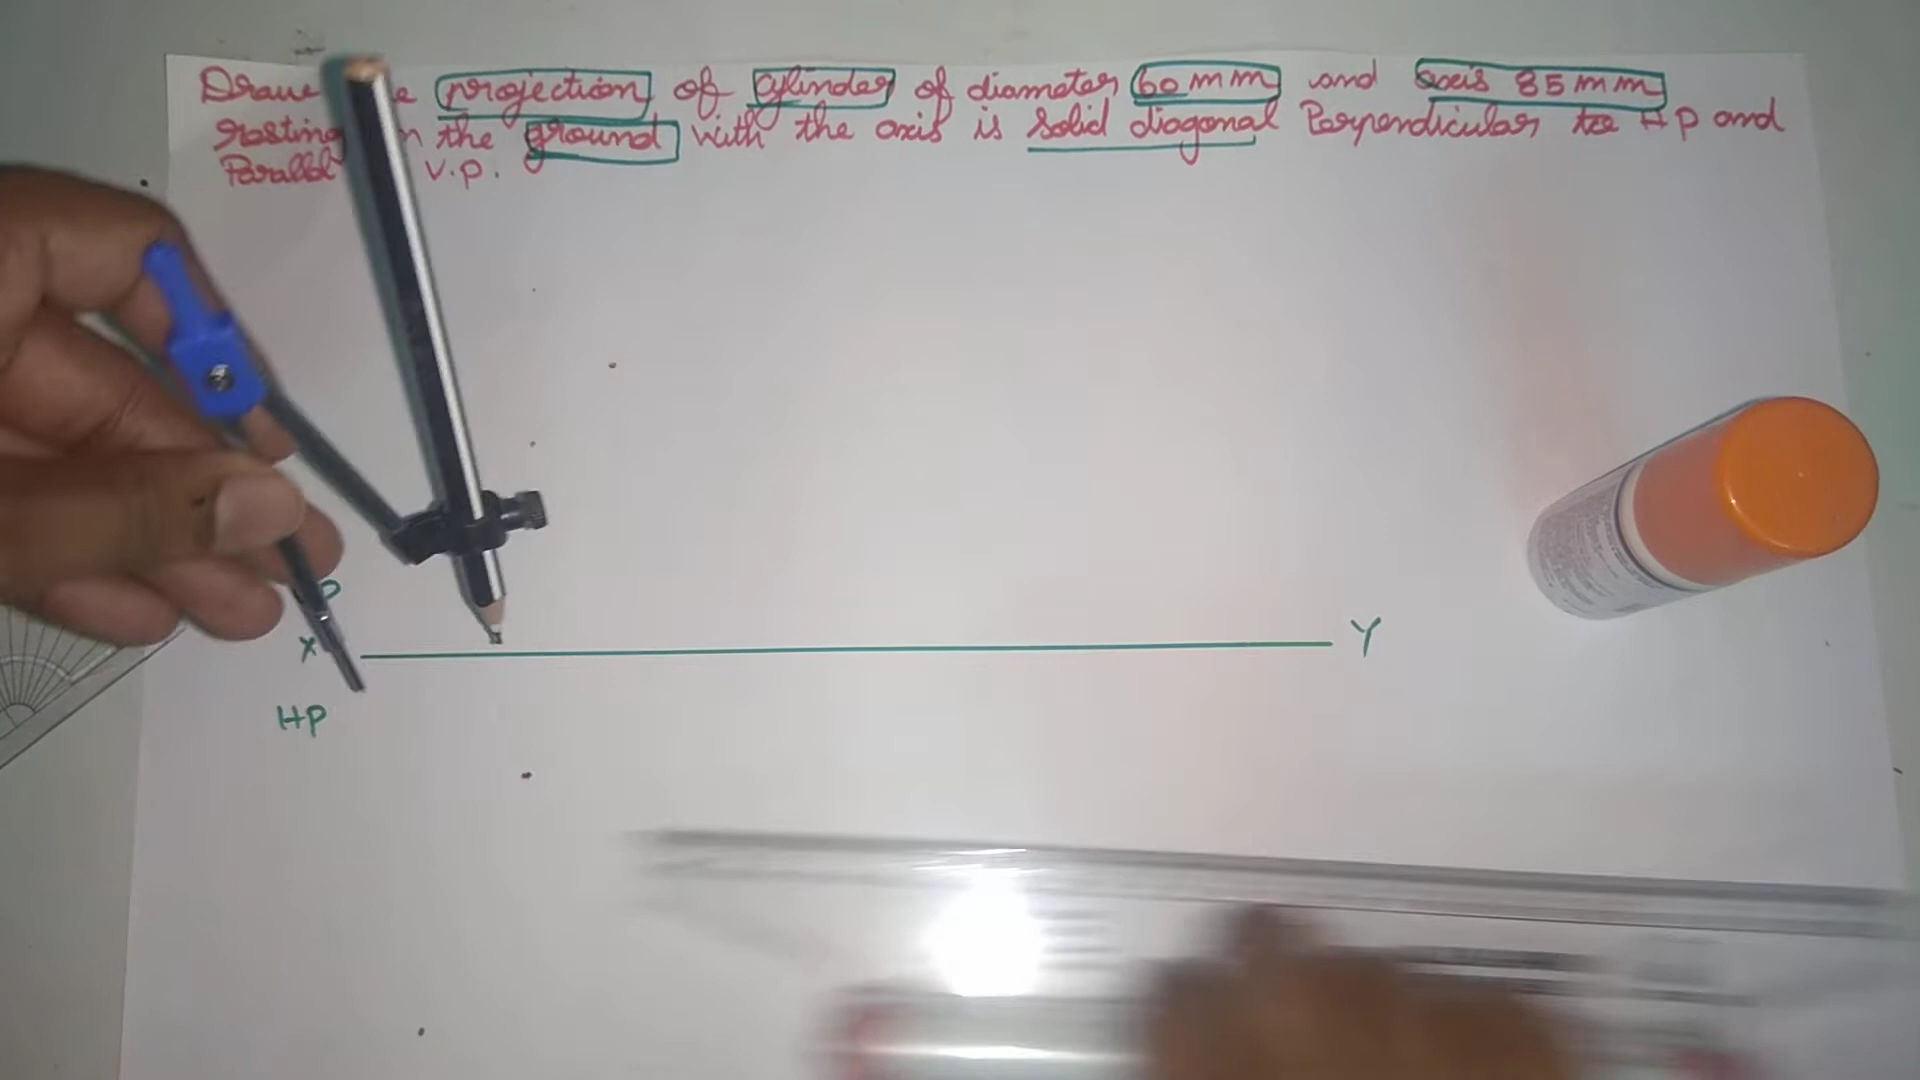 Draw projection of cylinder of diameter 60 mm and axis 85 mm
resting the ground with the axis is solid diagonal Perpendicular to HP and
Parallel V.P.
X Y
HP